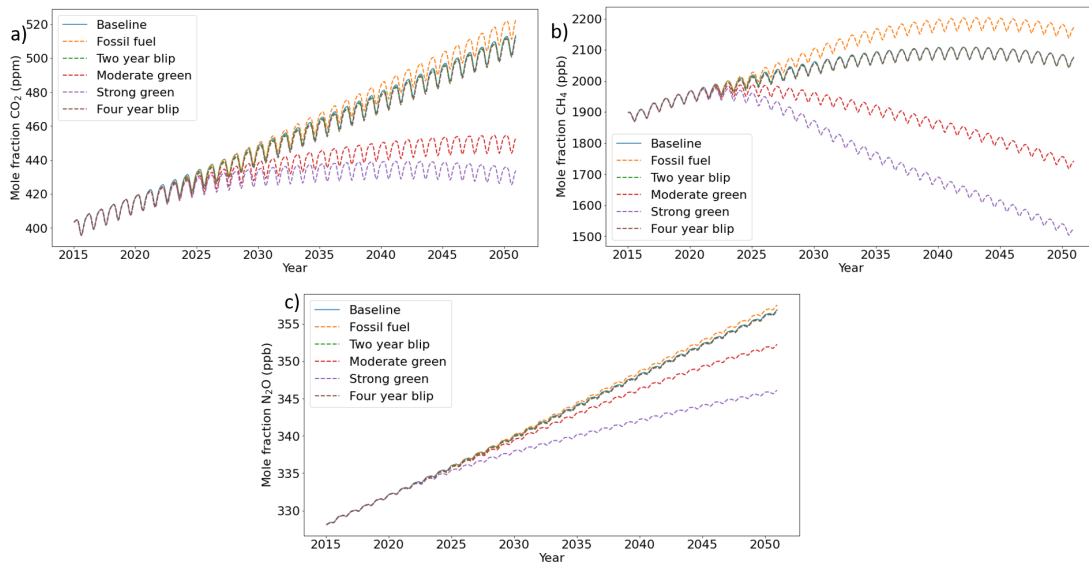 a)
Mole fraction CO₂ (ppm)
520
500
480
460
440
420
400
Baseline
Fossil fuel
Two year blip
Moderate green
Strong green
Four year blip
2015 2020 2025 2030 2035 2040 2045 2050
Year
b)
Mole fraction CH₄ (ppb)
2200
2100
2000
1900
1800
1700
1600
1500
Baseline
Fossil fuel
Two year blip
Moderate green
Strong green
Four year blip
2015 2020 2025 2030 2035 2040 2045 2050
Year
c)
Mole fraction N₂O (ppb)
355
350
345
340
335
330
Baseline
Fossil fuel
Two year blip
Moderate green
Strong green
Four year blip
2015 2020 2025 2030 2035 2040 2045 2050
Year